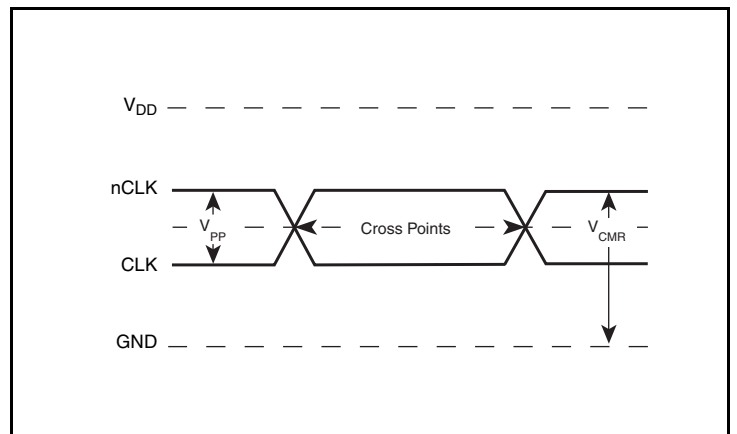 VDD
nCLK
VPP
Cross Points
VCMR
CLK
GND